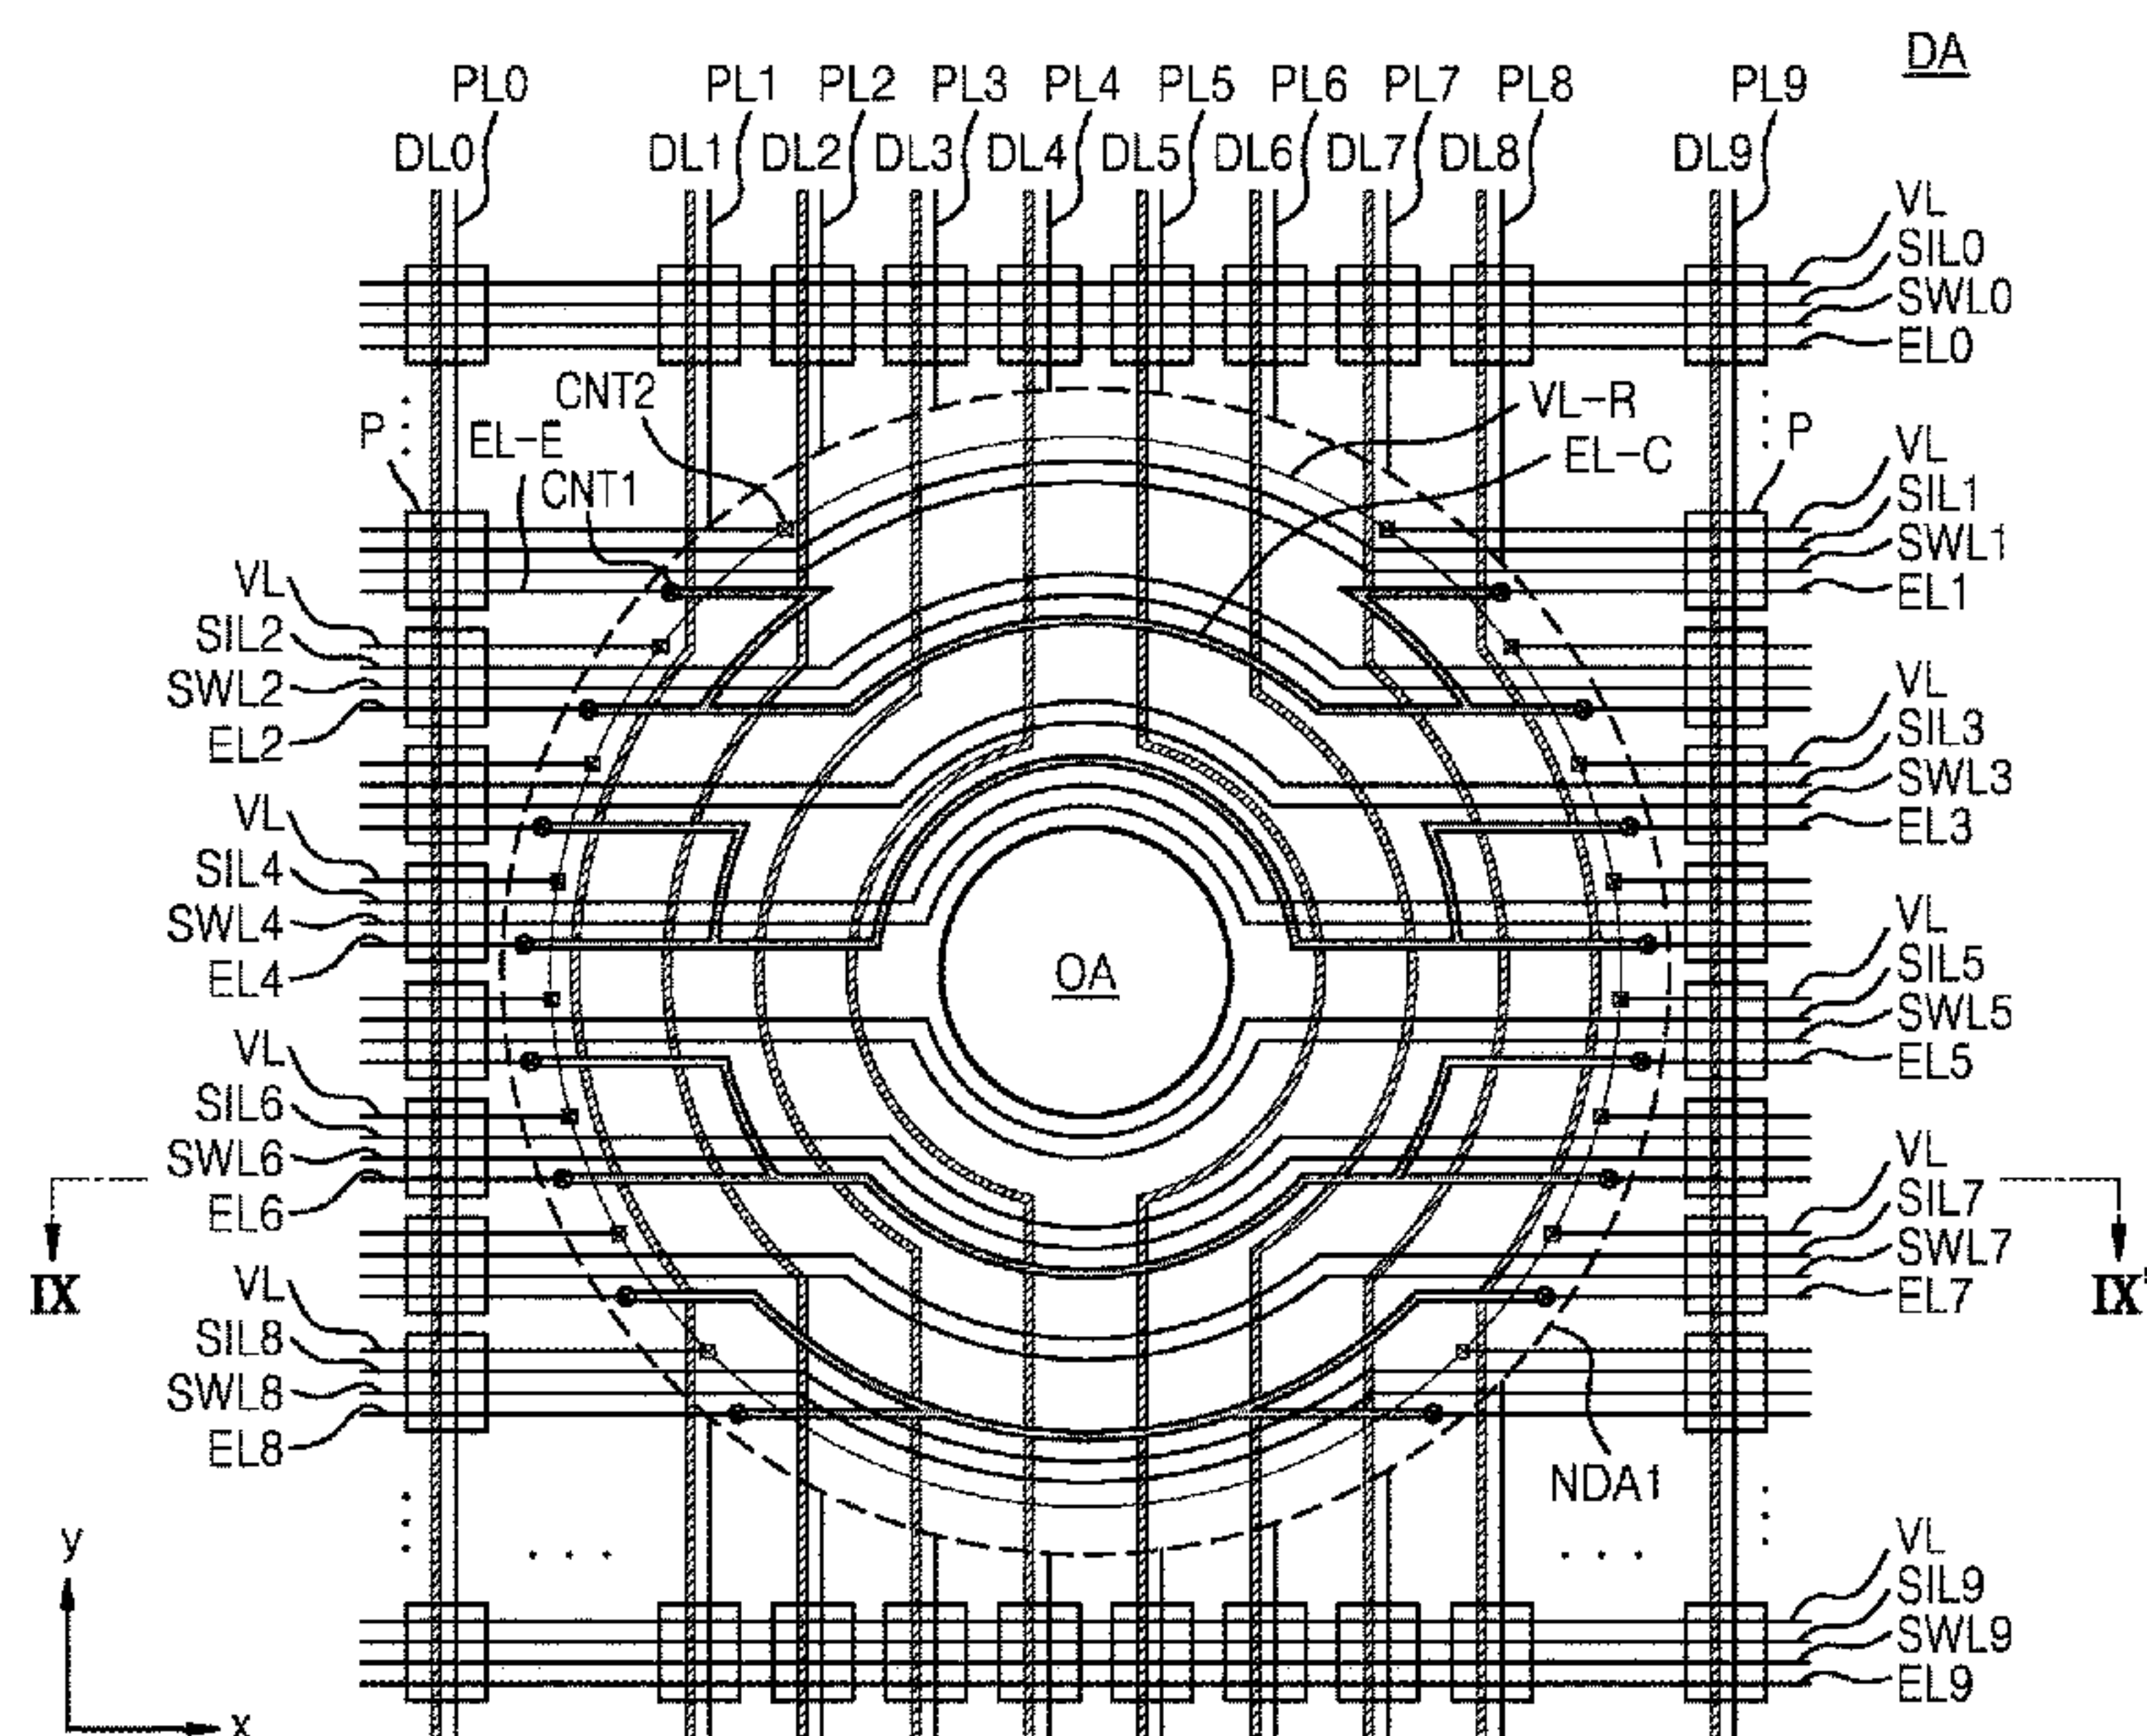 DA
PL0 PL1 PL2 PL3 PL4 PL5 PL6 PL7 PL8 PL9
DL0 DL1 DL2 DL3 DL4 DL5 DL6 DL7 DL8 DL9
VL
SIL0
SWL0
EL0
CNT2
VL-R
P
EL-E
EL-C
P
CNT1
VL
SIL1
SWL1
EL1
VL
SIL2
SWL2
EL2
VL
SIL3
SWL3
EL3
VL
SIL4
SWL4
EL4
OA
VL
SIL5
SWL5
EL5
VL
SIL6
SWL6
EL6
VL
SIL7
SWL7
EL7
IX
IX'
VL
SIL8
SWL8
EL8
NDA1
VL
SIL9
SWL9
EL9
y
x